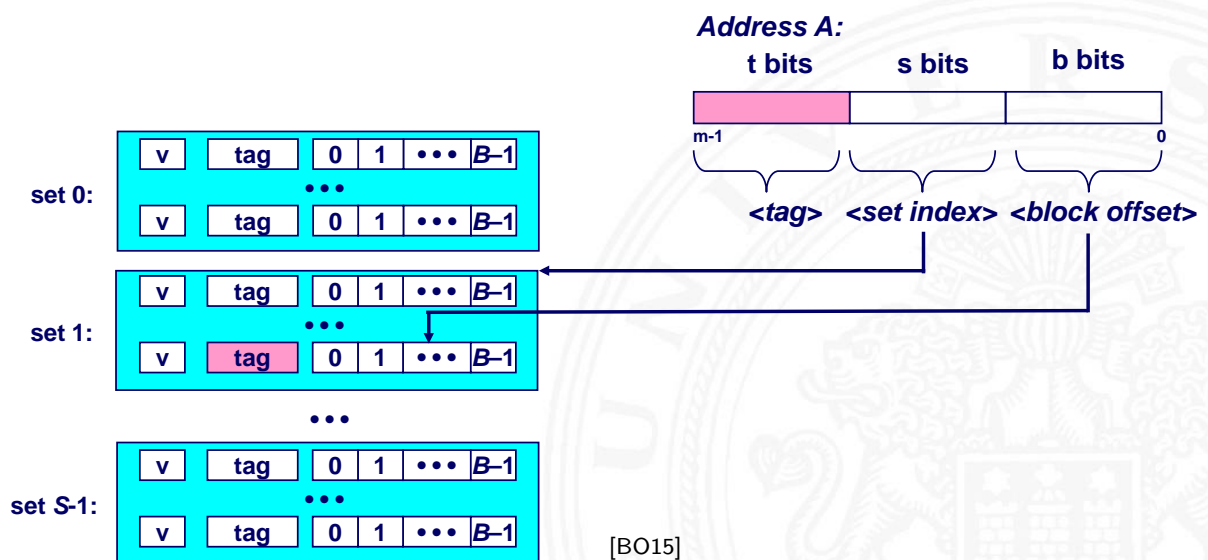 Address A:
t bits s bits b bits
m-1 0
<tag> <set index> <block offset>
v tag 0 1 ••• B–1
set 0: •••
v tag 0 1 ••• B–1
v tag 0 1 ••• B–1
set 1: •••
v tag 0 1 ••• B–1
•••
v tag 0 1 ••• B–1
set S-1: •••
v tag 0 1 ••• B–1
[BO15]
U N I V E R S